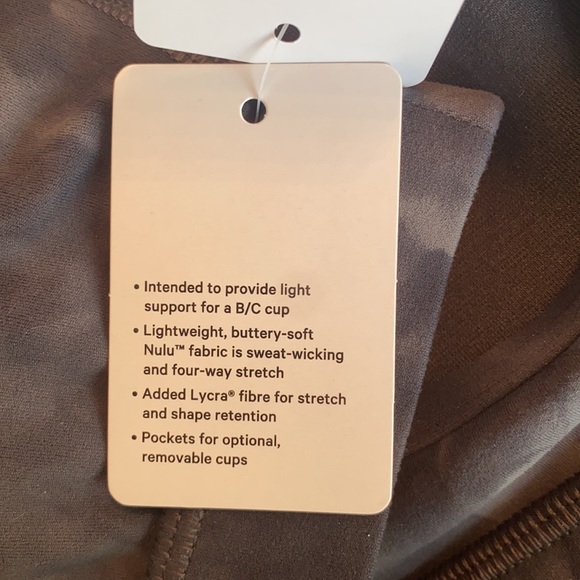 • Intended to provide light
support for a B/C cup
• Lightweight, buttery-soft
Nulu™ fabric is sweat-wicking
and four-way stretch
• Added Lycra® fibre for stretch
and shape retention
• Pockets for optional,
removable cups